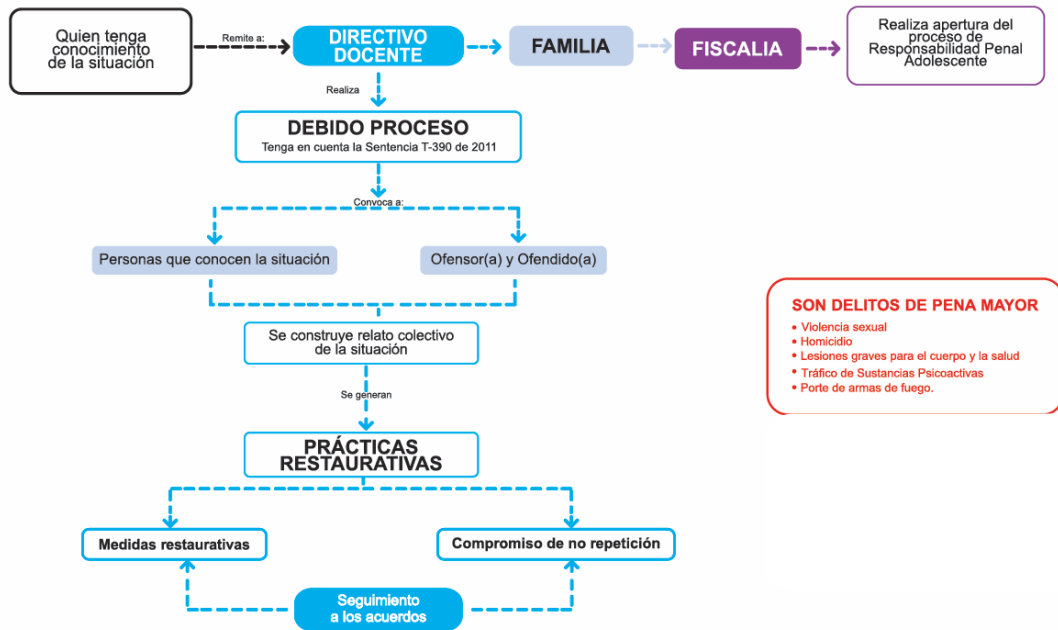 Quien tenga
conocimiento
de la situación
Remite a:
DIRECTIVO
DOCENTE
FAMILIA
FISCALIA
Realiza apertura del
proceso de
Responsabilidad Penal
Adolescente
Realiza
DEBIDO PROCESO
Tenga en cuenta la Sentencia T-390 de 2011
Convoca a:
Personas que conocen la situación
Ofensor(a) y Ofendido(a)
Se construye relato colectivo
de la situación
Se generan
PRÁCTICAS
RESTAURATIVAS
Medidas restaurativas
Compromiso de no repetición
Seguimiento
a los acuerdos
SON DELITOS DE PENA MAYOR
• Violencia sexual
• Homicidio
• Lesiones graves para el cuerpo y la salud
• Tráfico de Sustancias Psicoactivas
• Porte de armas de fuego.